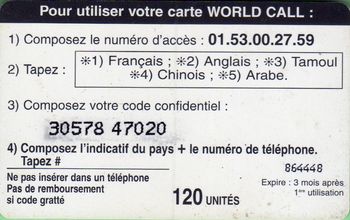 Pour utiliser votre carte WORLD CALL :
1) Composez le numéro d'accès : 01.53.00.27.59
2) Tapez : ✳1) Français ; ✳2) Anglais ; ✳3) Tamoul
✳4) Chinois ; ✳5) Arabe.
3) Composez votre code confidentiel :
30578 47020
4) Composez l'indicatif du pays + le numéro de téléphone.
Tapez #
864448
Ne pas insérer dans un téléphone
Pas de remboursement
si code gratté
120 UNITÉS
Expire : 3 mois après
1ère utilisation